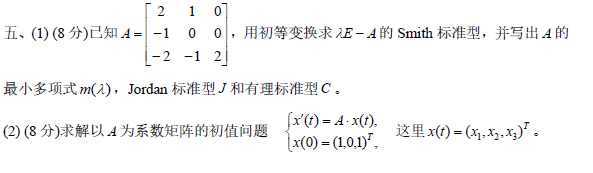 五、(1) (8 分)已知 A = [ 2 1 0 ; −1 0 0 ; −2 −1 2 ],用初等变换求 λE − A 的 Smith 标准型,并写出 A 的
最小多项式 m(λ),Jordan 标准型 J 和有理标准型 C 。
(2) (8 分)求解以 A 为系数矩阵的初值问题 { x′(t) = A · x(t), x(0) = (1,0,1)ᵀ, 这里 x(t) = (x₁, x₂, x₃)ᵀ 。